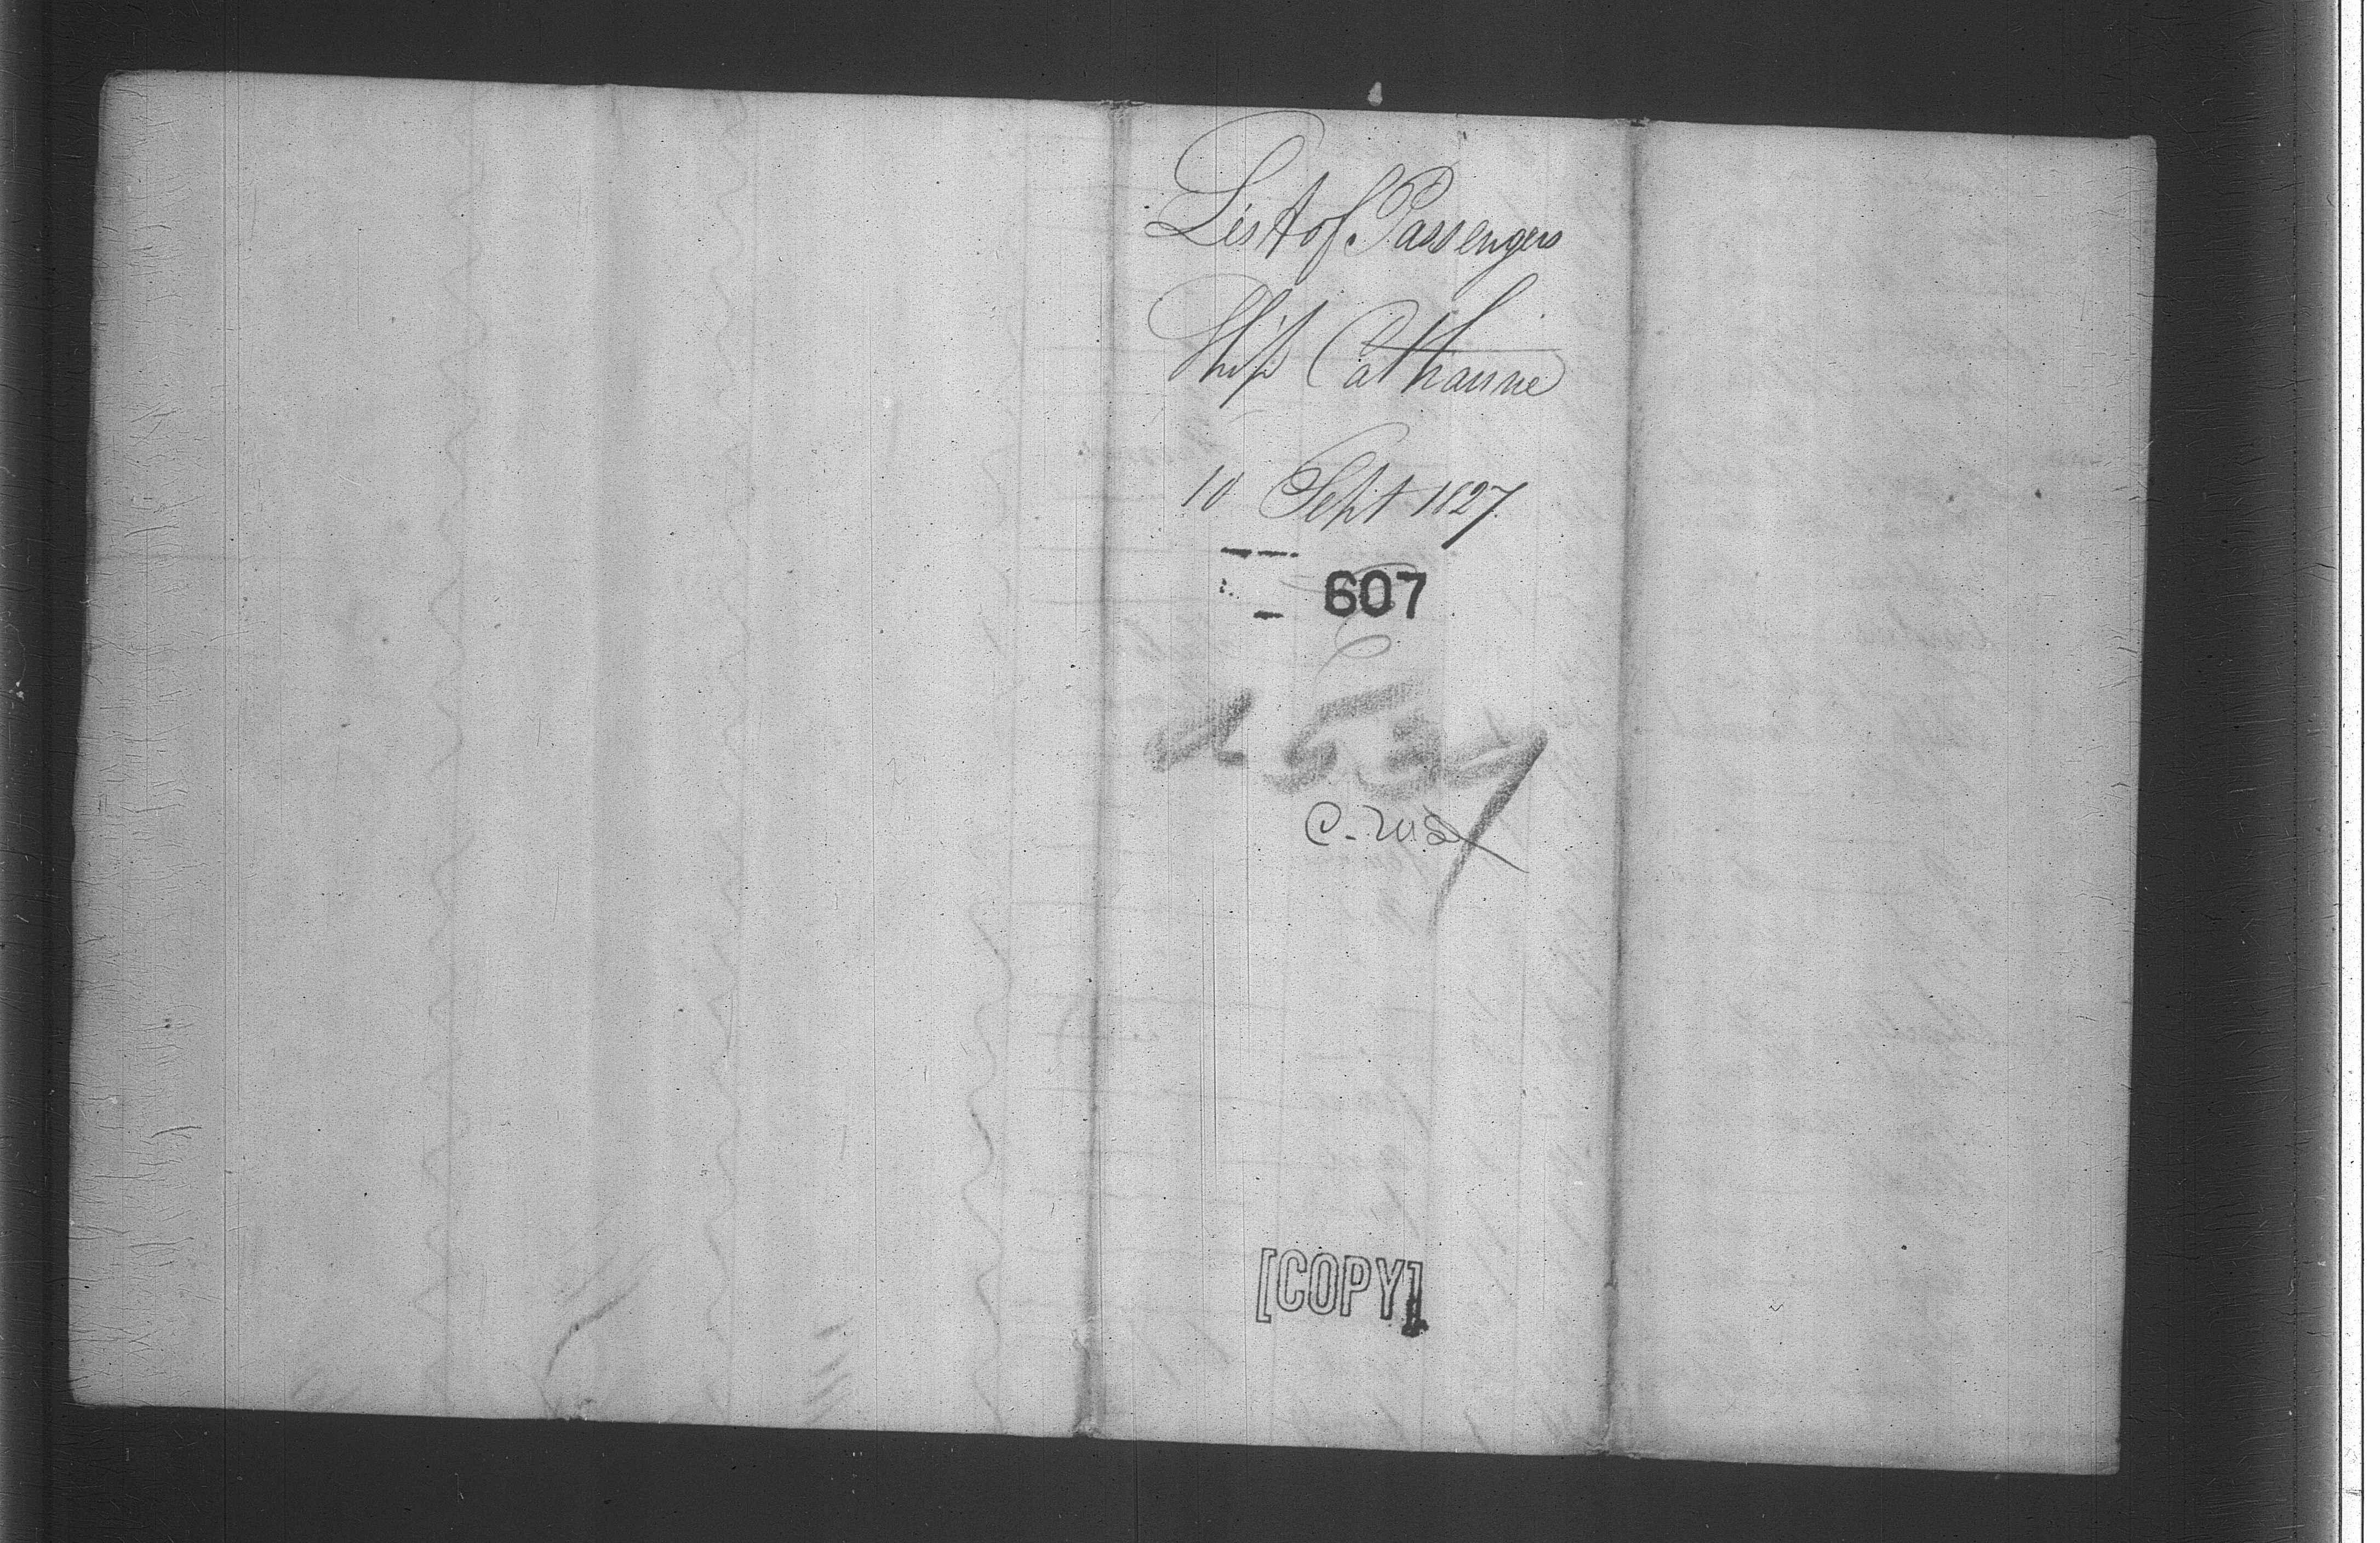 List of Passengers
Ship Catharine
10 Sept 1827
607
[COPY]